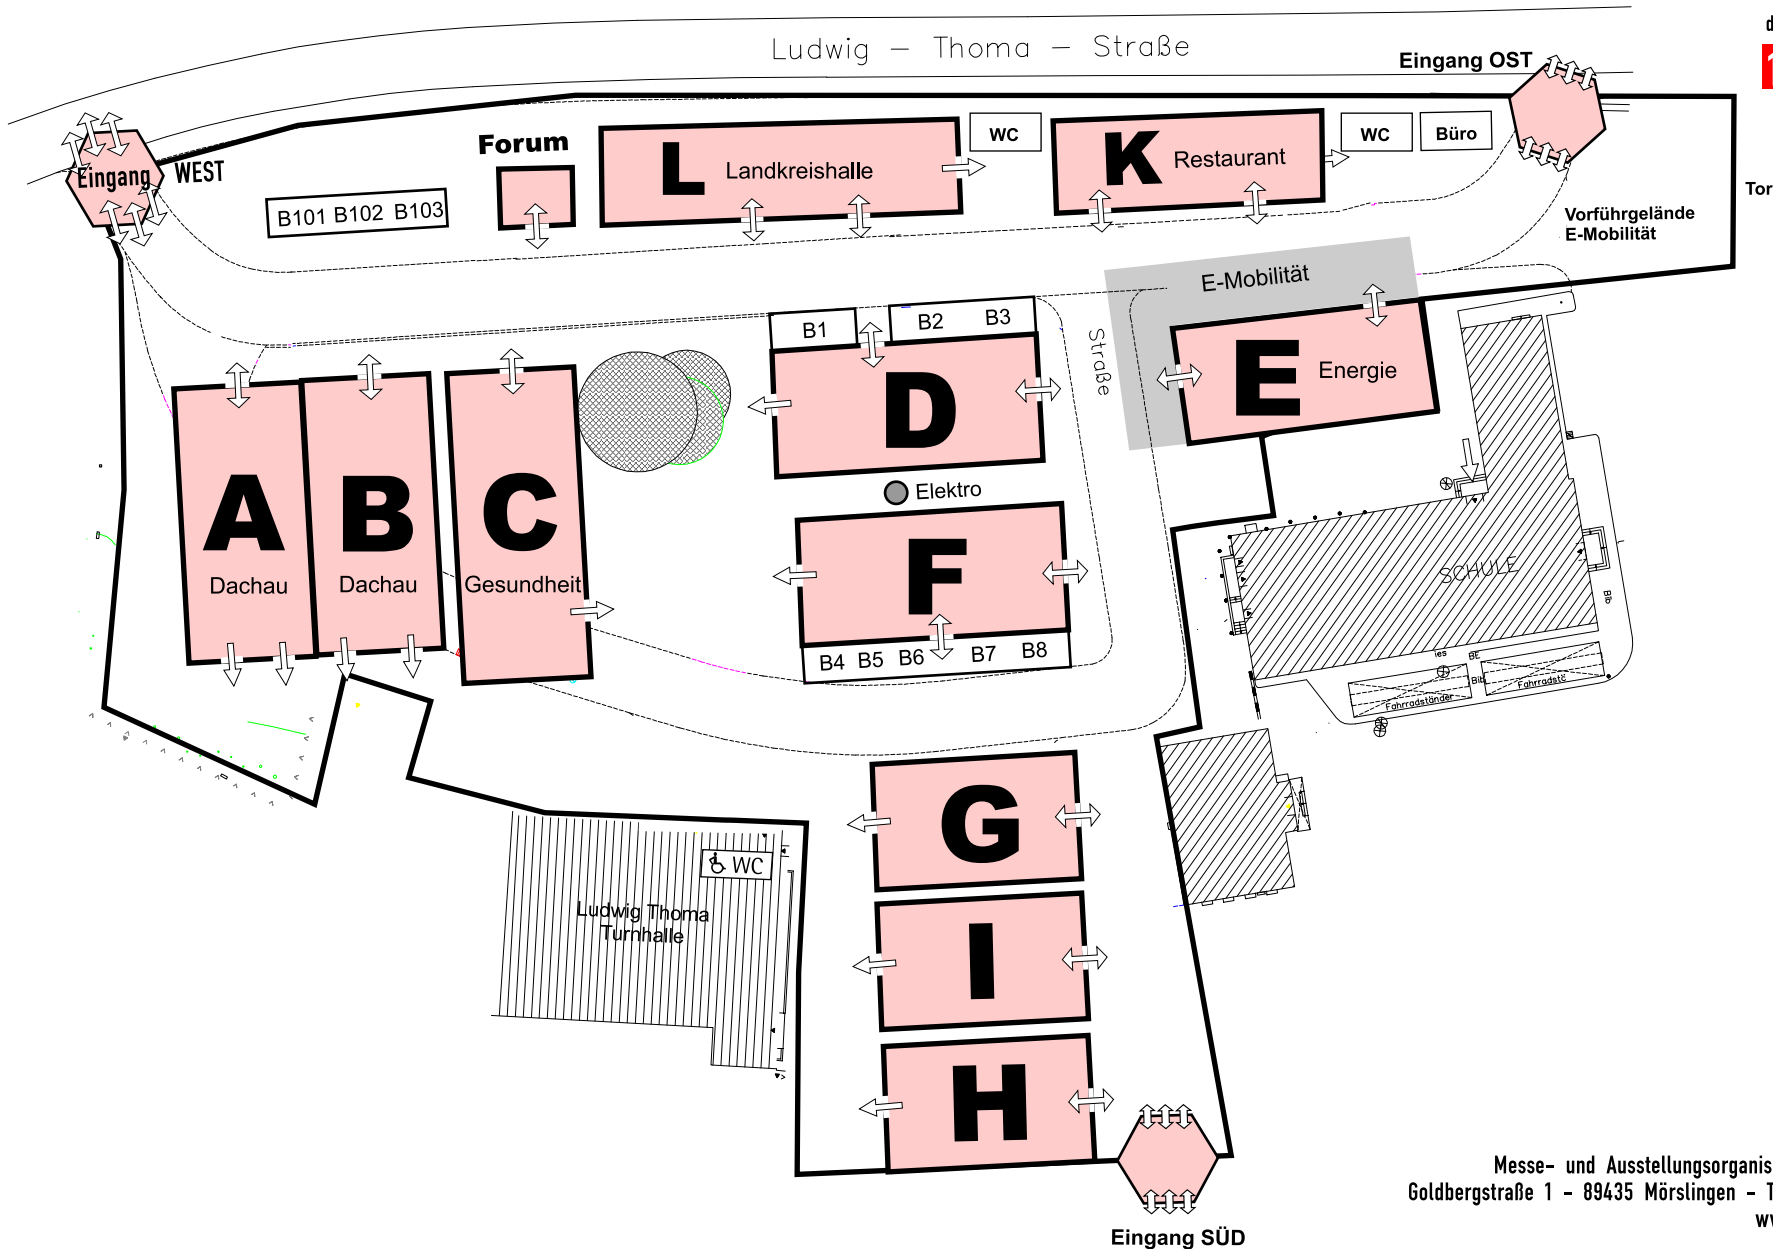 Ludwig - Thoma - Straße
Eingang OST
Eingang WEST
Forum
L Landkreishalle
WC
K Restaurant
WC
Büro
B101 B102 B103
Tor
Vorführgelände
E-Mobilität
E-Mobilität
B1
B2 B3
Straße
D
E Energie
Elektro
A
Dachau
B
Dachau
C
Gesundheit
F
B4 B5 B6 B7 B8
SCHULE
Fahrradständer
Fahrradstä
G
WC
Ludwig Thoma
Turnhalle
I
H
Eingang SÜD
Messe- und Ausstellungsorganis
Goldbergstraße 1 - 89435 Mörslingen - T